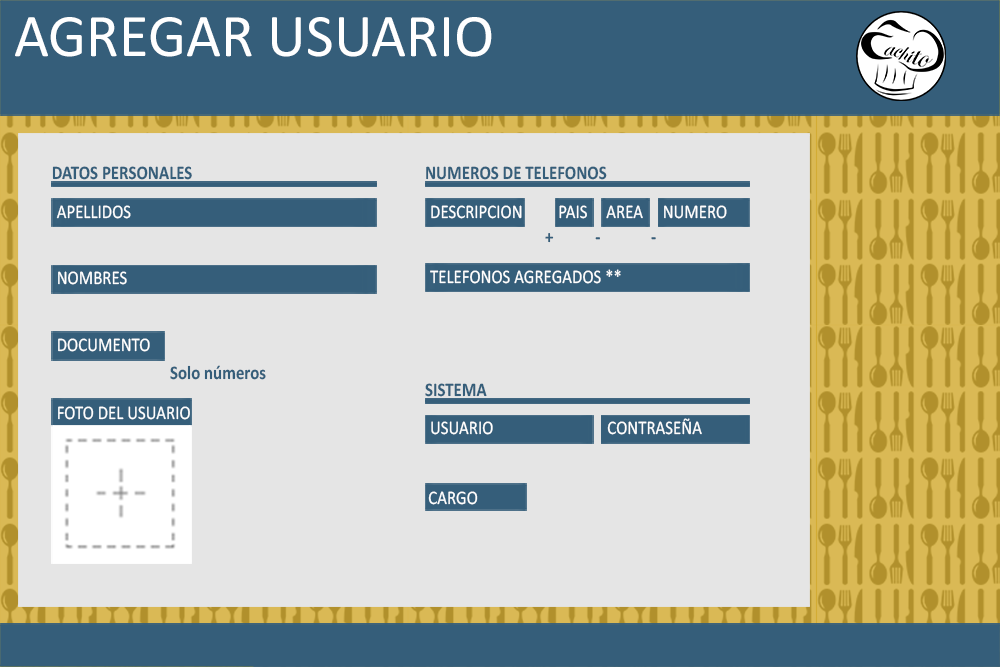 AGREGAR USUARIO
Cachito
DATOS PERSONALES
APELLIDOS
NOMBRES
DOCUMENTO
Solo números
FOTO DEL USUARIO
NUMEROS DE TELEFONOS
DESCRIPCION PAIS AREA NUMERO
+ - -
TELEFONOS AGREGADOS **
SISTEMA
USUARIO CONTRASEÑA
CARGO